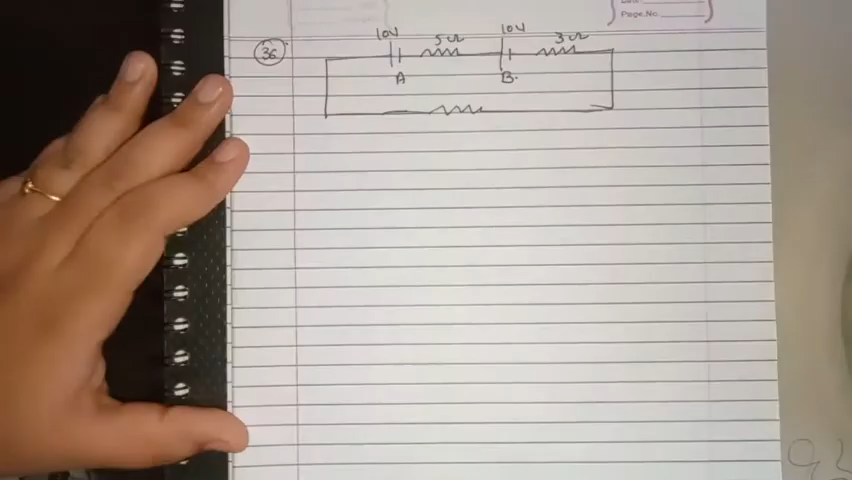 Page.No.
10V 5Ω 10V 3Ω
36
A B.